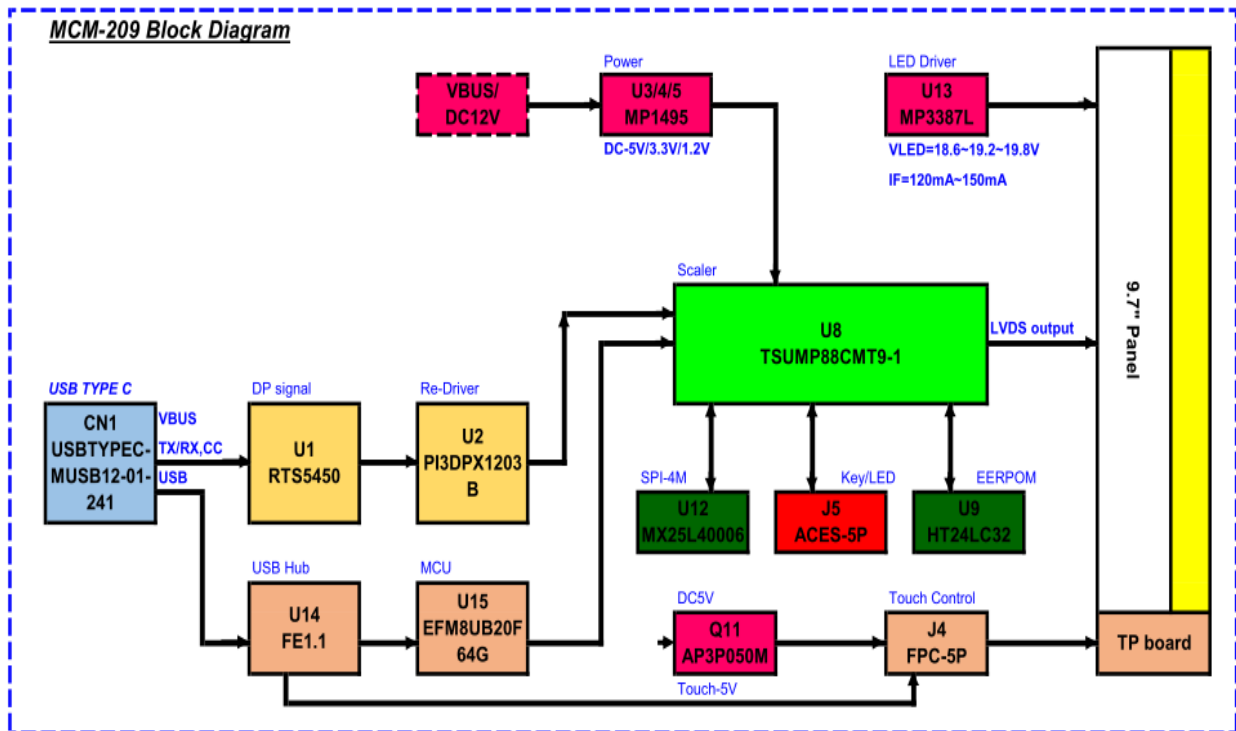 MCM-209 Block Diagram
Power
LED Driver
VBUS/
DC12V
U3/4/5
MP1495
U13
MP3387L
DC-5V/3.3V/1.2V
VLED=18.6~19.2~19.8V
IF=120mA~150mA
Scaler
U8
TSUMP88CMT9-1
LVDS output
9.7" Panel
USB TYPE C
DP signal
Re-Driver
CN1
USBTYPEC-
MUSB12-01-
241
VBUS
TX/RX,CC
USB
U1
RTS5450
U2
PI3DPX1203
B
SPI-4M
Key/LED
EERPOM
U12
MX25L40006
J5
ACES-5P
U9
HT24LC32
USB Hub
MCU
DC5V
Touch Control
U14
FE1.1
U15
EFM8UB20F
64G
Q11
AP3P050M
J4
FPC-5P
TP board
Touch-5V